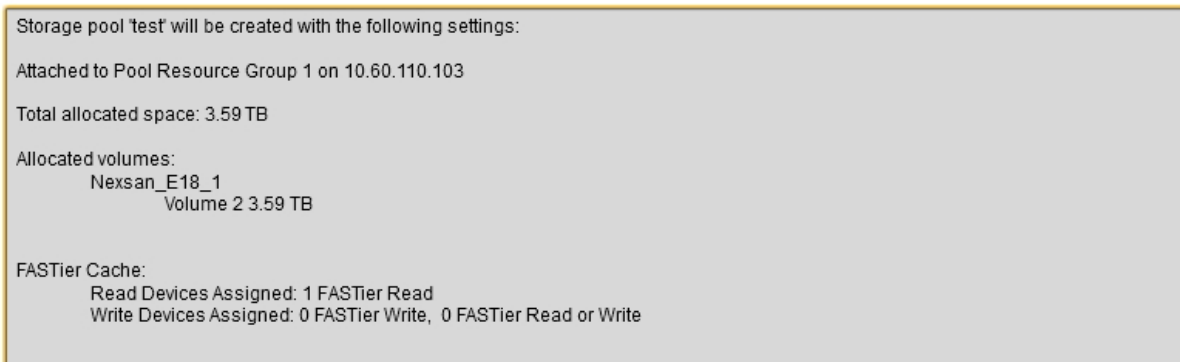 Storage pool 'test' will be created with the following settings:
Attached to Pool Resource Group 1 on 10.60.110.103
Total allocated space: 3.59 TB
Allocated volumes:
Nexsan_E18_1
Volume 2 3.59 TB
FASTier Cache:
Read Devices Assigned: 1 FASTier Read
Write Devices Assigned: 0 FASTier Write,  0 FASTier Read or Write